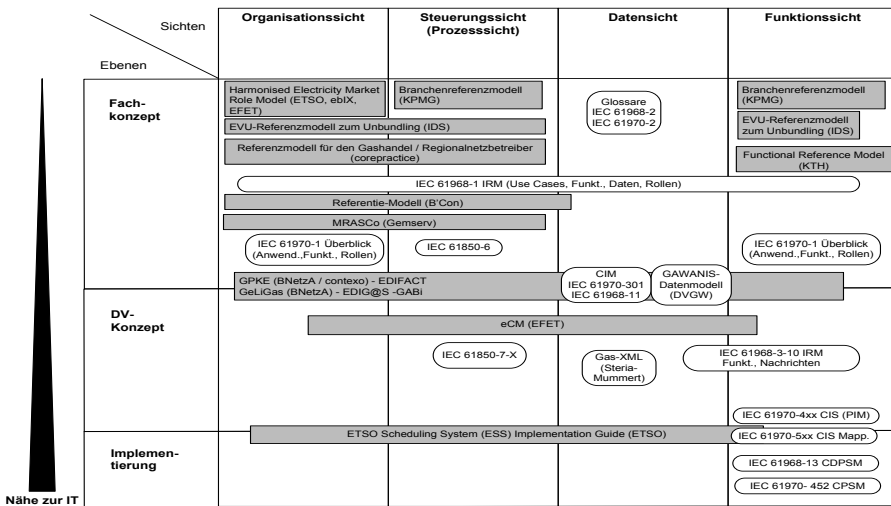 Sichten
Ebenen
Organisationssicht
Steuerungssicht
(Prozesssicht)
Datensicht
Funktionssicht
Fach-
konzept
Harmonised Electricity Market
Role Model (ETSO, ebIX,
EFET)
Branchenreferenzmodell
(KPMG)
Glossare
IEC 61968-2
IEC 61970-2
Branchenreferenzmodell
(KPMG)
EVU-Referenzmodell zum Unbundling (IDS)
EVU-Referenzmodell
zum Unbundling (IDS)
Referenzmodell für den Gashandel / Regionalnetzbetreiber
(corepractice)
Functional Reference Model
(KTH)
IEC 61968-1 IRM (Use Cases, Funkt., Daten, Rollen)
Referentie-Modell (B'Con)
MRASCo (Gemserv)
IEC 61970-1 Überblick
(Anwend.,Funkt., Rollen)
IEC 61850-6
IEC 61970-1 Überblick
(Anwend.,Funkt., Rollen)
GPKE (BNetzA / contexo) - EDIFACT
GeLiGas (BNetzA) - EDIG@S -GABi
CIM
IEC 61970-301
IEC 61968-11
GAWANIS-
Datenmodell
(DVGW)
DV-
Konzept
eCM (EFET)
IEC 61850-7-X
Gas-XML
(Steria-
Mummert)
IEC 61968-3-10 IRM
Funkt., Nachrichten
IEC 61970-4xx CIS (PIM)
ETSO Scheduling System (ESS) Implementation Guide (ETSO)
IEC 61970-5xx CIS Mapp.
Implemen-
tierung
IEC 61968-13 CDPSM
IEC 61970- 452 CPSM
Nähe zur IT